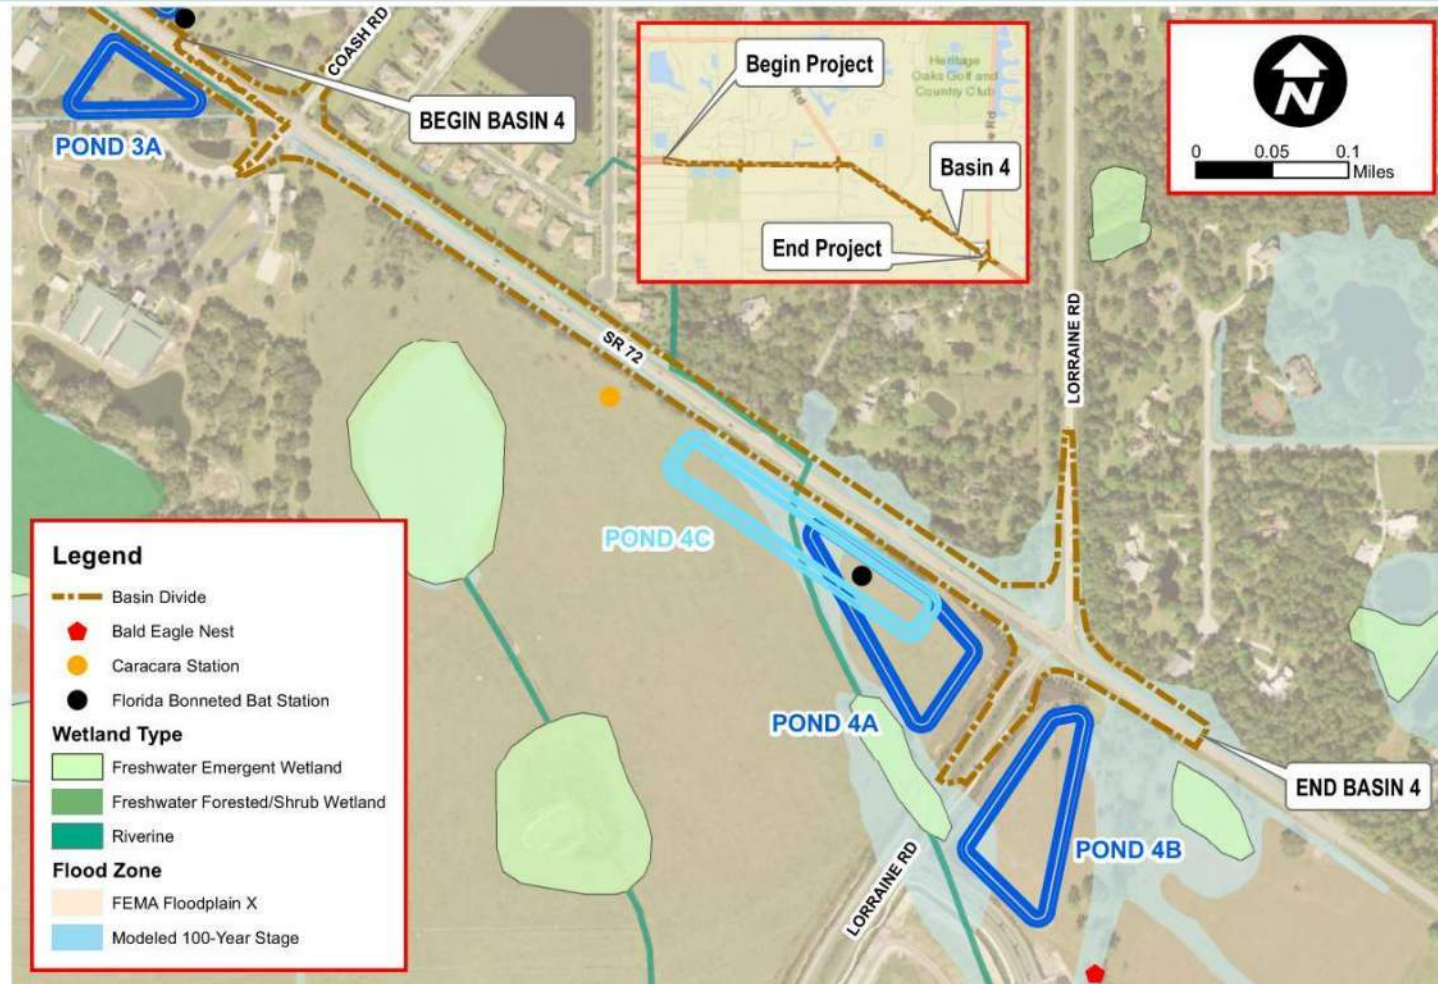 COASH RD
BEGIN BASIN 4
POND 3A
Begin Project
Heritage
Oaks Golf and
Country Club
Rd
e Rd
Basin 4
End Project
N
0 0.05 0.1
Miles
SR 72
LORRAINE RD
POND 4C
POND 4A
POND 4B
END BASIN 4
LORRAINE RD
Legend
Basin Divide
Bald Eagle Nest
Caracara Station
Florida Bonneted Bat Station
Wetland Type
Freshwater Emergent Wetland
Freshwater Forested/Shrub Wetland
Riverine
Flood Zone
FEMA Floodplain X
Modeled 100-Year Stage